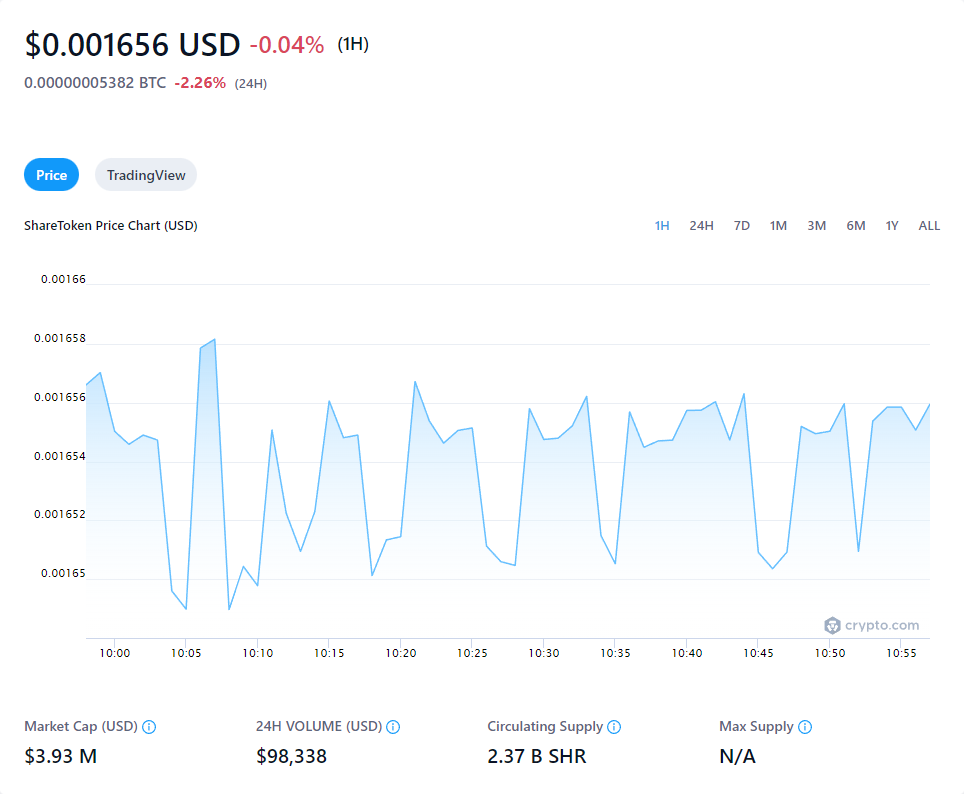 $0.001656 USD -0.04% (1H)
0.00000005382 BTC -2.26% (24H)
Price TradingView
ShareToken Price Chart (USD) 1H 24H 7D 1M 3M 6M 1Y ALL
0.00166
0.001658
0.001656
0.001654
0.001652
0.00165
crypto.com
10:00 10:05 10:10 10:15 10:20 10:25 10:30 10:35 10:40 10:45 10:50 10:55
Market Cap (USD) 24H VOLUME (USD) Circulating Supply Max Supply
$3.93 M $98,338 2.37 B SHR N/A